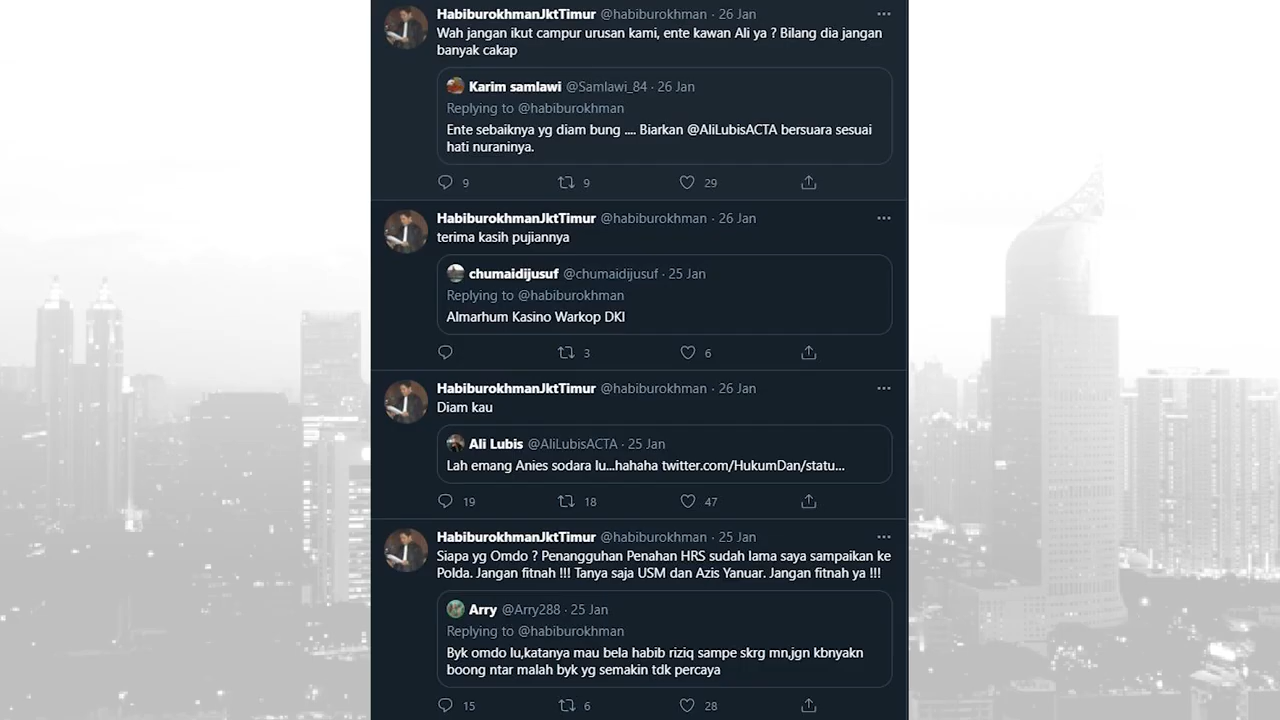 HabiburokhmanJktTimur @habiburokhman · 26 Jan
Wah jangan ikut campur urusan kami, ente kawan Ali ya ? Bilang dia jangan
banyak cakap
Karim samlawi @Samlawi_84 · 26 Jan
Replying to @habiburokhman
Ente sebaiknya yg diam bung .... Biarkan @AliLubisACTA bersuara sesuai
hati nuraninya.
9 9 29
HabiburokhmanJktTimur @habiburokhman · 26 Jan
terima kasih pujiannya
chumaidijusuf @chumaidijusuf · 25 Jan
Replying to @habiburokhman
Almarhum Kasino Warkop DKI
3 6
HabiburokhmanJktTimur @habiburokhman · 26 Jan
Diam kau
Ali Lubis @AliLubisACTA · 25 Jan
Lah emang Anies sodara lu...hahaha twitter.com/HukumDan/statu...
19 18 47
HabiburokhmanJktTimur @habiburokhman · 25 Jan
Siapa yg Omdo ? Penangguhan Penahan HRS sudah lama saya sampaikan ke
Polda. Jangan fitnah !!! Tanya saja USM dan Azis Yanuar. Jangan fitnah ya !!!
Arry @Arry288 · 25 Jan
Replying to @habiburokhman
Byk omdo lu,katanya mau bela habib riziq sampe skrg mn,jgn kbnyakn
boong ntar malah byk yg semakin tdk percaya
15 6 28